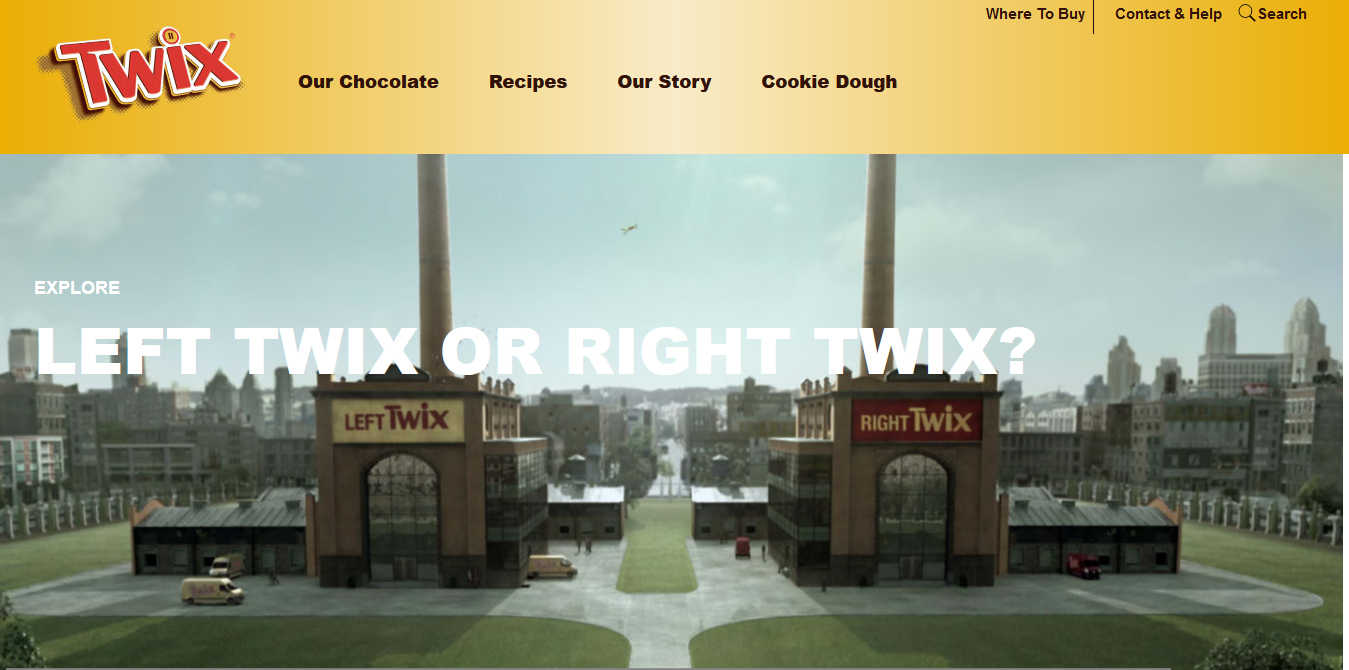 Where To Buy
Contact & Help
Search
TWIX
Our Chocolate
Recipes
Our Story
Cookie Dough
EXPLORE
LEFT TWIX OR RIGHT TWIX?
LEFT TWIX
RIGHT TWIX
TWIX